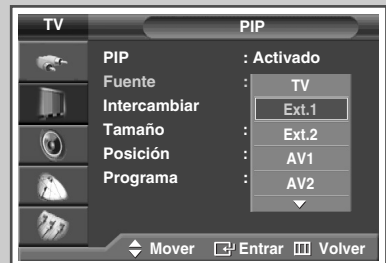 TV PIP
PIP : Activado
Fuente : TV
Intercambiar Ext.1
Tamaño : Ext.2
Posición : AV1
Programa : AV2
Mover Entrar Volver